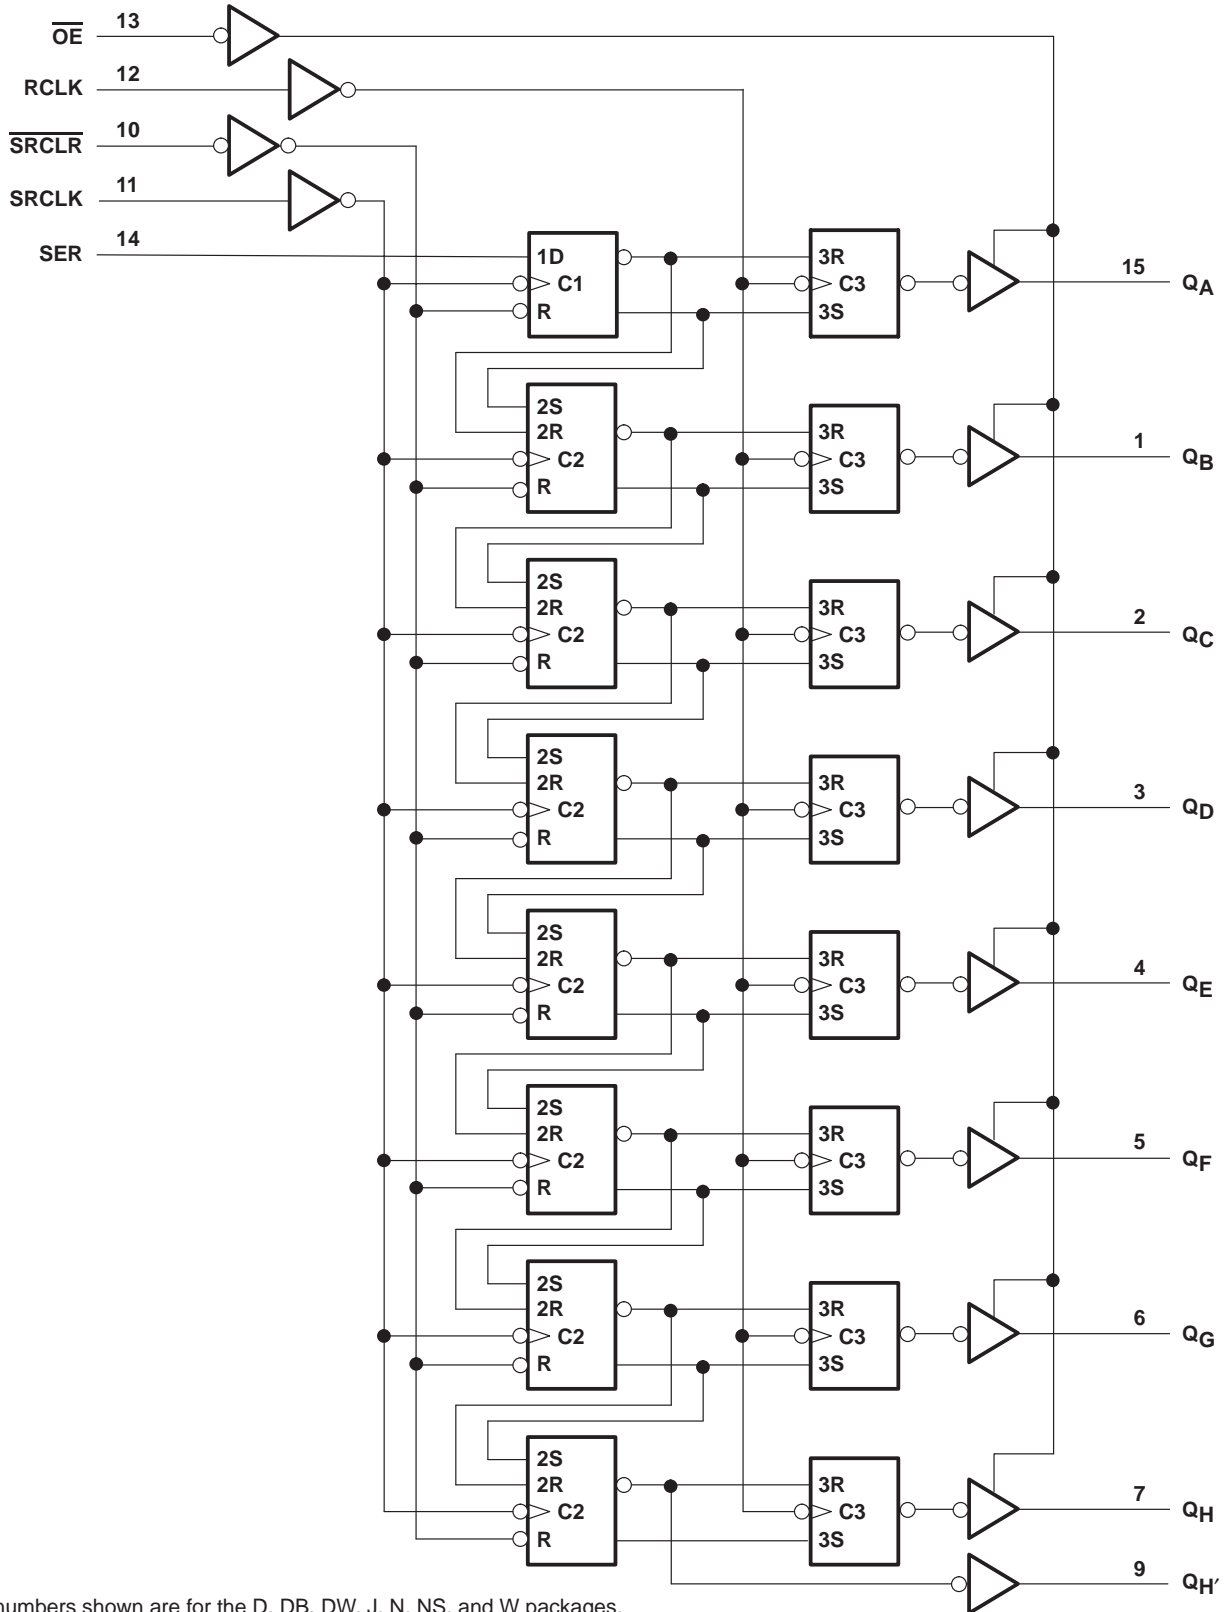 OE 13
RCLK 12
SRCLR 10
SRCLK 11
SER 14
1D
C1
R
3R
C3
3S
15 QA
2S
2R
C2
R
3R
C3
3S
1 QB
2S
2R
C2
R
3R
C3
3S
2 QC
2S
2R
C2
R
3R
C3
3S
3 QD
2S
2R
C2
R
3R
C3
3S
4 QE
2S
2R
C2
R
3R
C3
3S
5 QF
2S
2R
C2
R
3R
C3
3S
6 QG
2S
2R
C2
R
3R
C3
3S
7 QH
9 QH′
numbers shown are for the D, DB, DW, J, N, NS, and W packages.